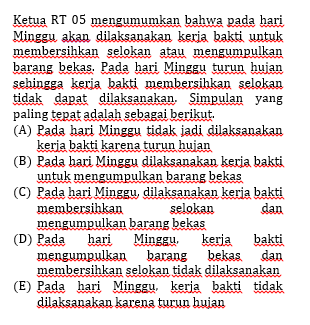 Ketua RT 05 mengumumkan bahwa pada hari
Minggu akan dilaksanakan kerja bakti untuk
membersihkan selokan atau mengumpulkan
barang bekas. Pada hari Minggu turun hujan
sehingga kerja bakti membersihkan selokan
tidak dapat dilaksanakan. Simpulan yang
paling tepat adalah sebagai berikut.
(A) Pada hari Minggu tidak jadi dilaksanakan
kerja bakti karena turun hujan
(B) Pada hari Minggu dilaksanakan kerja bakti
untuk mengumpulkan barang bekas
(C) Pada hari Minggu, dilaksanakan kerja bakti
membersihkan selokan dan
mengumpulkan barang bekas
(D) Pada hari Minggu, kerja bakti
mengumpulkan barang bekas dan
membersihkan selokan tidak dilaksanakan
(E) Pada hari Minggu, kerja bakti tidak
dilaksanakan karena turun hujan